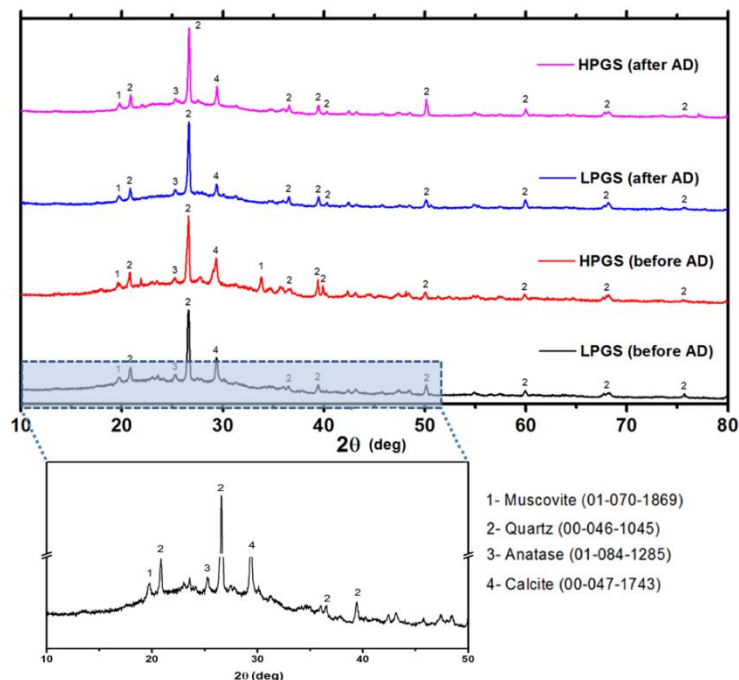 2
2
HPGS (after AD)
1 2 3 4 2 2 2 2 2 2 2
2
LPGS (after AD)
1 2 3 4 2 2 2 2 2 2 2
2
HPGS (before AD)
1 2 3 4 1 2 2 2 2 2 2 2
2
LPGS (before AD)
1 2 3 4 2 2 2 2 2 2
10 20 30 40 50 60 70 80
2θ (deg)
2
2
4
1
3
2
2
10 20 30 40 50
2θ (deg)
1- Muscovite (01-070-1869)
2- Quartz (00-046-1045)
3- Anatase (01-084-1285)
4- Calcite (00-047-1743)